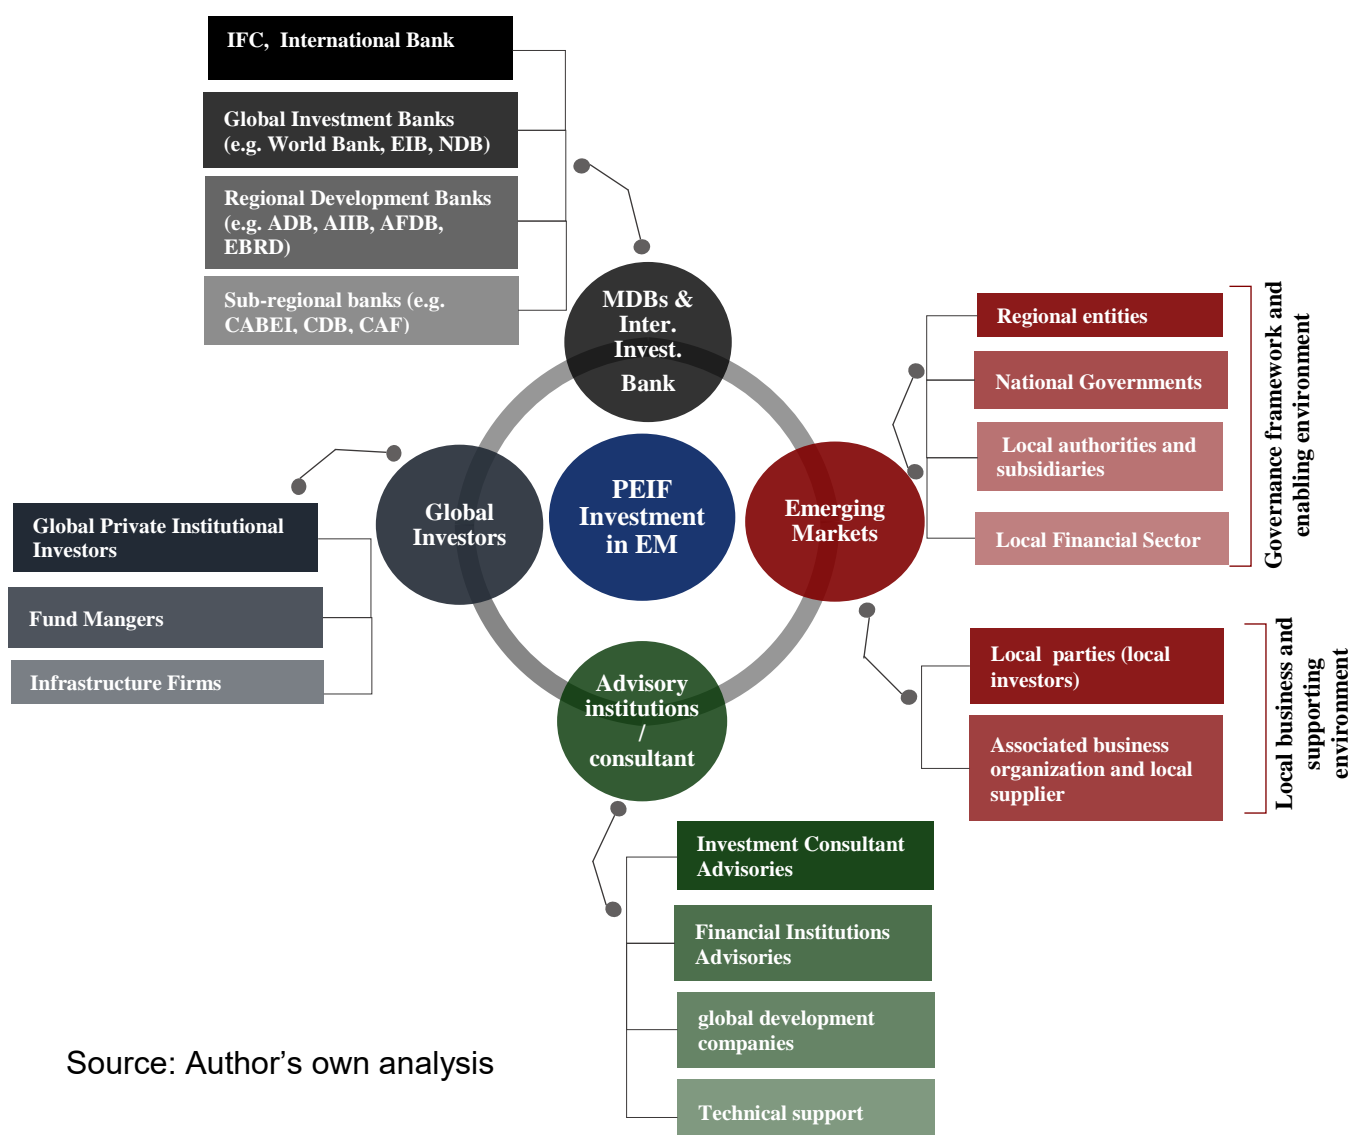 IFC, International Bank
Global Investment Banks
(e.g. World Bank, EIB, NDB)
Regional Development Banks
(e.g. ADB, AIIB, AFDB,
EBRD)
Sub-regional banks (e.g.
CABEI, CDB, CAF)
MDBs &
Inter.
Invest.
Bank
Regional entities
National Governments
Local authorities and
subsidiaries
Local Financial Sector
Governance framework and
enabling environment
Global
Investors
PEIF
Investment
in EM
Emerging
Markets
Global Private Institutional
Investors
Fund Mangers
Infrastructure Firms
Local parties (local
investors)
Associated business
organization and local
supplier
Local business and
supporting
environment
Advisory
institutions
/
consultant
Investment Consultant
Advisories
Financial Institutions
Advisories
global development
companies
Technical support
Source: Author's own analysis